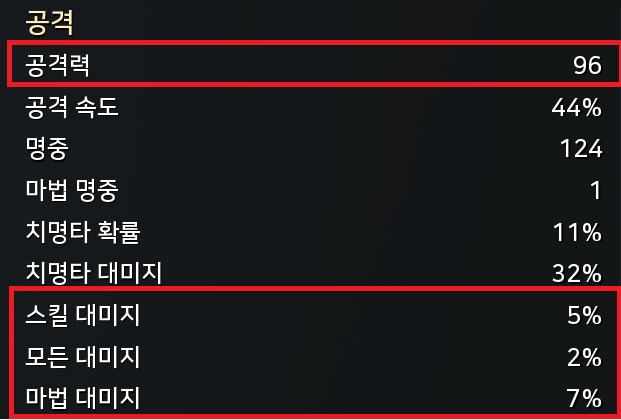 공격
공격력 96
공격 속도 44%
명중 124
마법 명중 1
치명타 확률 11%
치명타 대미지 32%
스킬 대미지 5%
모든 대미지 2%
마법 대미지 7%